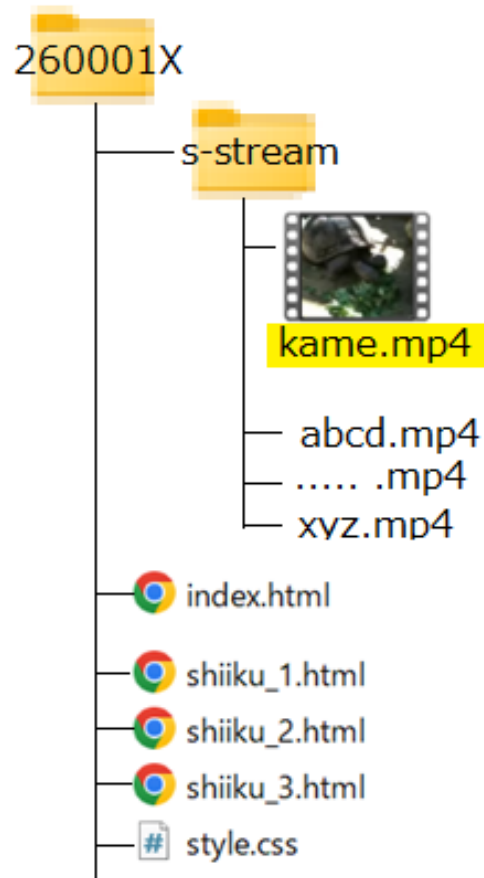 260001X
s-stream
kame.mp4
abcd.mp4
..... .mp4
xyz.mp4
index.html
shiiku_1.html
shiiku_2.html
shiiku_3.html
# style.css